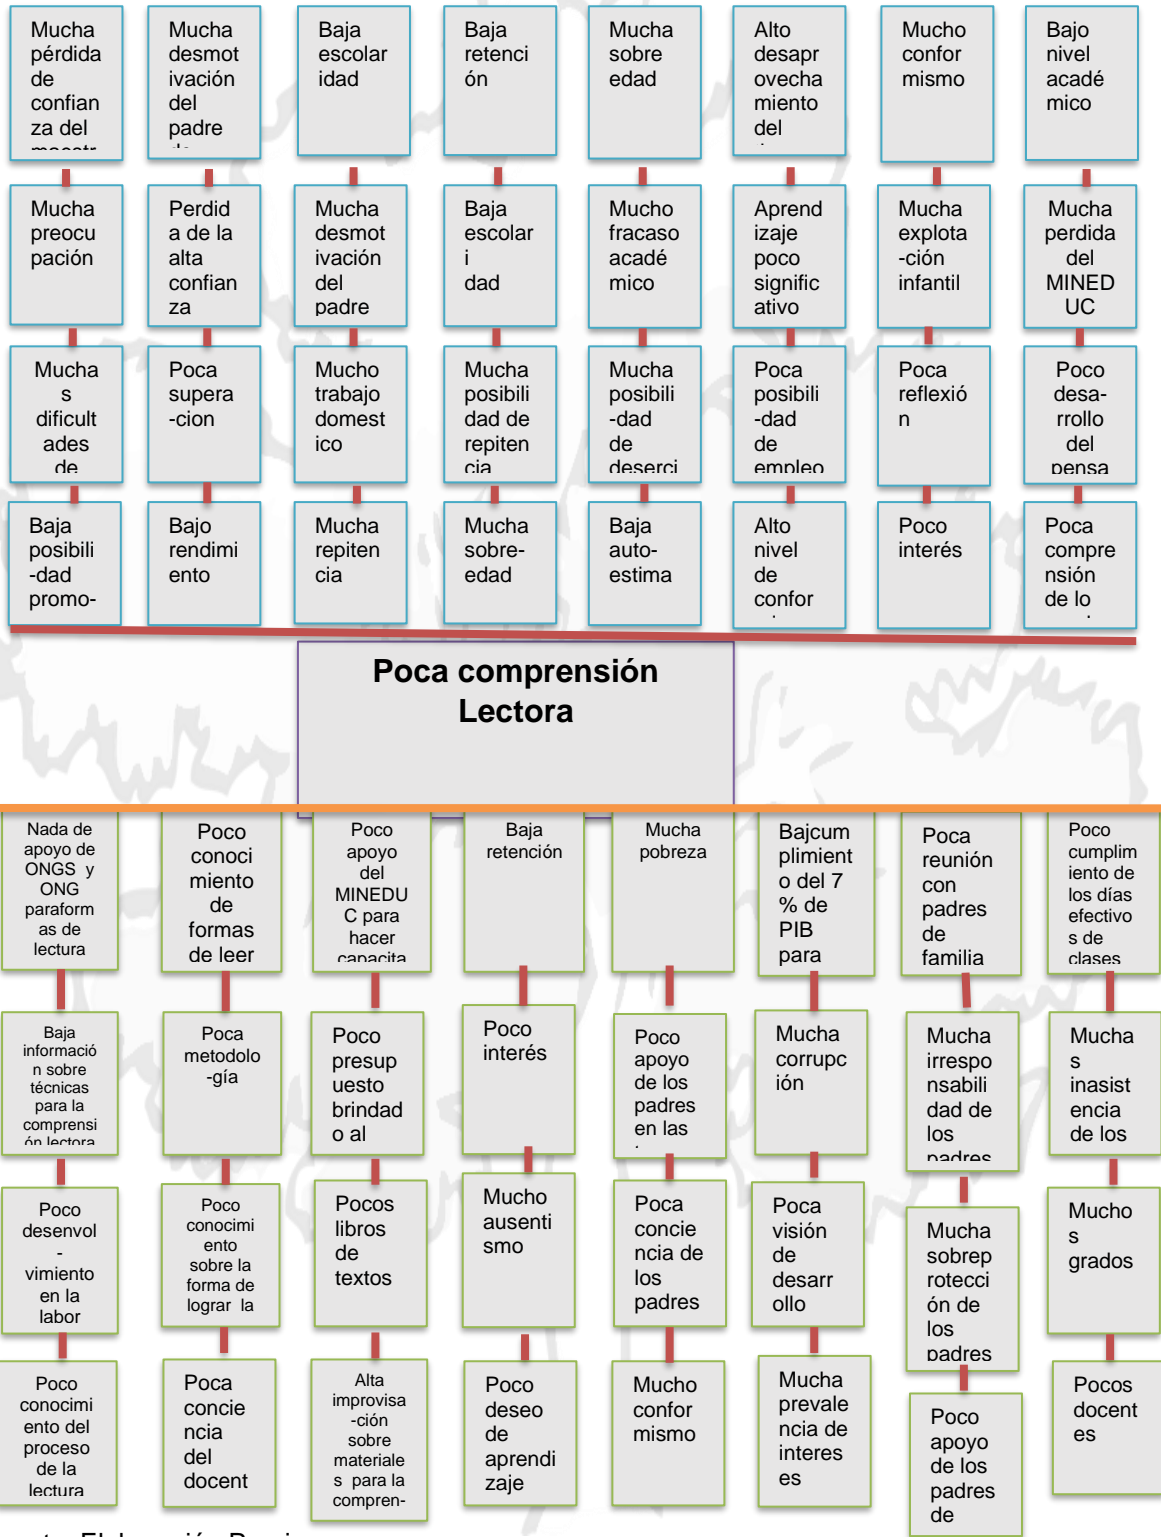 Mucha
pérdida
de
confian
za del
Mucha
desmot
ivación
del
padre
Baja
escolar
idad
Baja
retenci
ón
Mucha
sobre
edad
Alto
desapr
ovecha
miento
del
Mucho
confor
mismo
Bajo
nivel
acadé
mico
Mucha
preocu
pación
Perdid
a de la
alta
confian
za
Mucha
desmot
ivación
del
padre
Baja
escolar
i
dad
Mucho
fracaso
acadé
mico
Aprend
izaje
poco
signific
ativo
Mucha
explota
-ción
infantil
Mucha
perdida
del
MINED
UC
Mucha
s
dificult
ades
de
Poca
supera
-cion
Mucho
trabajo
domest
ico
Mucha
posibili
dad de
repiten
cia
Mucha
posibili
-dad
de
deserci
Poca
posibili
-dad
de
empleo
Poca
reflexió
n
Poco
desa-
rrollo
del
pensa
Baja
posibili
-dad
promo-
Bajo
rendimi
ento
Mucha
repiten
cia
Mucha
sobre-
edad
Baja
auto-
estima
Alto
nivel
de
confor
Poco
interés
Poca
compre
nsión
de lo
Poca comprensión
Lectora
Nada de
apoyo de
ONGS y
ONG
paraform
as de
lectura
Poco
conoci
miento
de
formas
de leer
Poco
apoyo
del
MINEDU
C para
hacer
capacita
Baja
retención
Mucha
pobreza
Bajcum
plimient
o del 7
% de
PIB
para
Poca
reunión
con
padres
de
familia
Poco
cumplim
iento de
los días
efectivo
s de
clases
Baja
informació
n sobre
técnicas
para la
comprensi
ón lectora
Poca
metodolo
-gía
Poco
presup
uesto
brindad
o al
Poco
interés
Poco
apoyo
de los
padres
en las
Mucha
corrupc
ión
Mucha
irrespo
nsabili
dad de
los
padres
Mucha
s
inasist
encia
de los
Poco
desenvol
-
vimiento
en la
labor
Poco
conocimi
ento
sobre la
forma de
lograr la
Pocos
libros
de
textos
Mucho
ausenti
smo
Poca
concie
ncia de
los
padres
Poca
visión
de
desarr
ollo
Mucha
sobrep
rotecci
ón de
los
padres
Mucho
s
grados
Poco
conocimi
ento del
proceso
de la
lectura
Poca
concie
ncia
del
docent
Alta
improvisa
-ción
sobre
materiale
s para la
compren-
Poco
deseo
de
aprendi
zaje
Mucho
confor
mismo
Mucha
prevale
ncia de
interes
es
Poco
apoyo
de los
padres
de
Pocos
docent
es